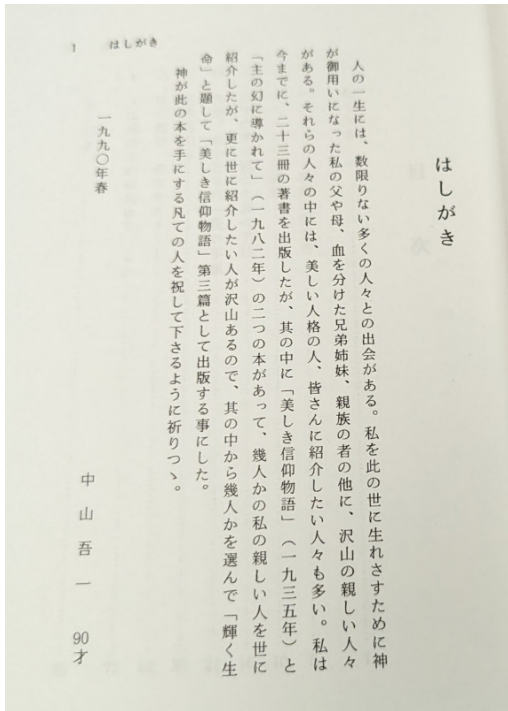 1 はしがき
はしがき
人の一生には、数限りない多くの人々との出会がある。私を此の世に生れさすために神
が御用いになった私の父や母、血を分けた兄弟姉妹、親族の者の他に、沢山の親しい人々
がある。それらの人々の中には、美しい人格の人、皆さんに紹介したい人々も多い。私は
今までに、二十三冊の著書を出版したが、其の中に「美しき信仰物語」(一九三五年)と
「主の幻に導かれて」(一九八二年)の二つの本があって、幾人かの私の親しい人を世に
紹介したが、更に世に紹介したい人が沢山あるので、其の中から幾人かを選んで「輝く生
命」と題して「美しき信仰物語」第三篇として出版する事にした。
神が此の本を手にする凡ての人を祝して下さるように祈りつゝ。
一九九〇年春
中山吾一 90才